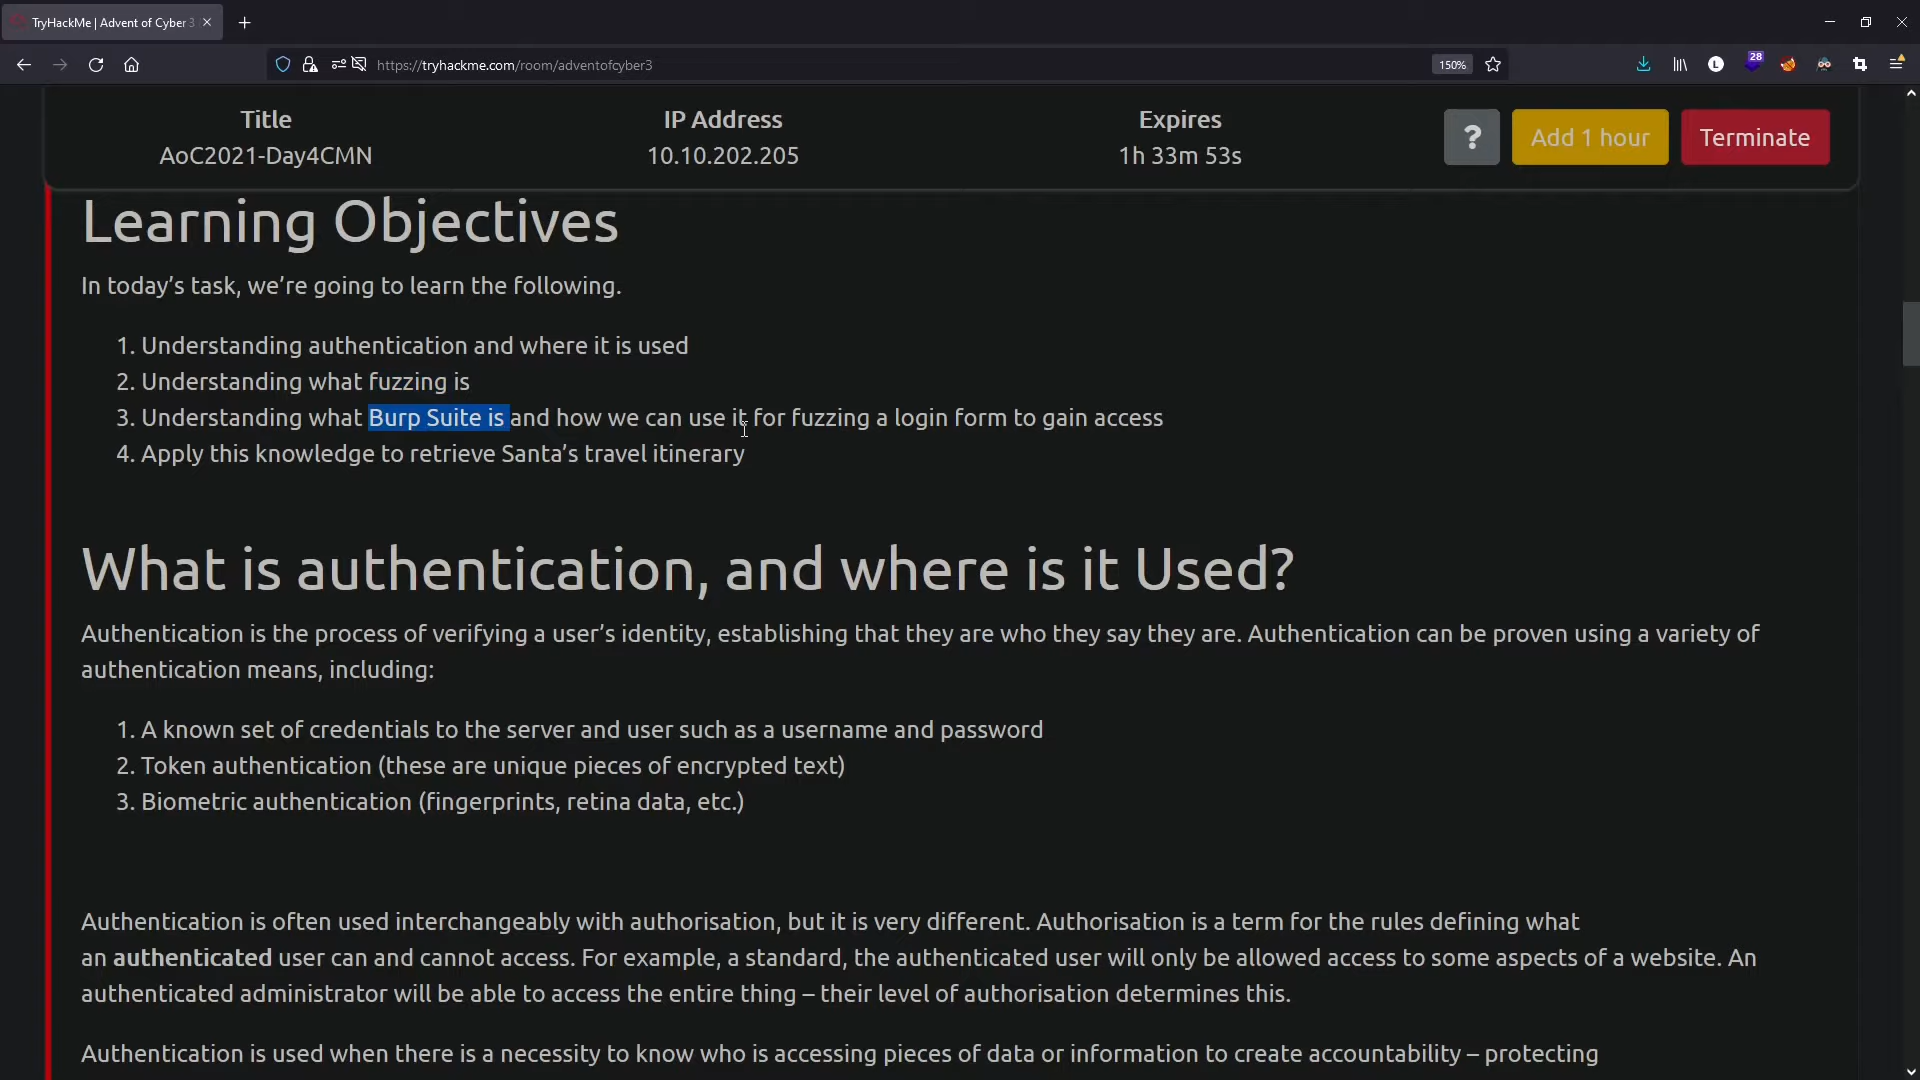 TryHackMe | Advent of Cyber 3
https://tryhackme.com/room/adventofcyber3
150%
28
Title
AoC2021-Day4CMN
IP Address
10.10.202.205
Expires
1h 33m 53s
?
Add 1 hour
Terminate
Learning Objectives
In today’s task, we’re going to learn the following.
1. Understanding authentication and where it is used
2. Understanding what fuzzing is
3. Understanding what Burp Suite is and how we can use it for fuzzing a login form to gain access
4. Apply this knowledge to retrieve Santa’s travel itinerary
What is authentication, and where is it Used?
Authentication is the process of verifying a user’s identity, establishing that they are who they say they are. Authentication can be proven using a variety of
authentication means, including:
1. A known set of credentials to the server and user such as a username and password
2. Token authentication (these are unique pieces of encrypted text)
3. Biometric authentication (fingerprints, retina data, etc.)
Authentication is often used interchangeably with authorisation, but it is very different. Authorisation is a term for the rules defining what
an authenticated user can and cannot access. For example, a standard, the authenticated user will only be allowed access to some aspects of a website. An
authenticated administrator will be able to access the entire thing – their level of authorisation determines this.
Authentication is used when there is a necessity to know who is accessing pieces of data or information to create accountability – protecting